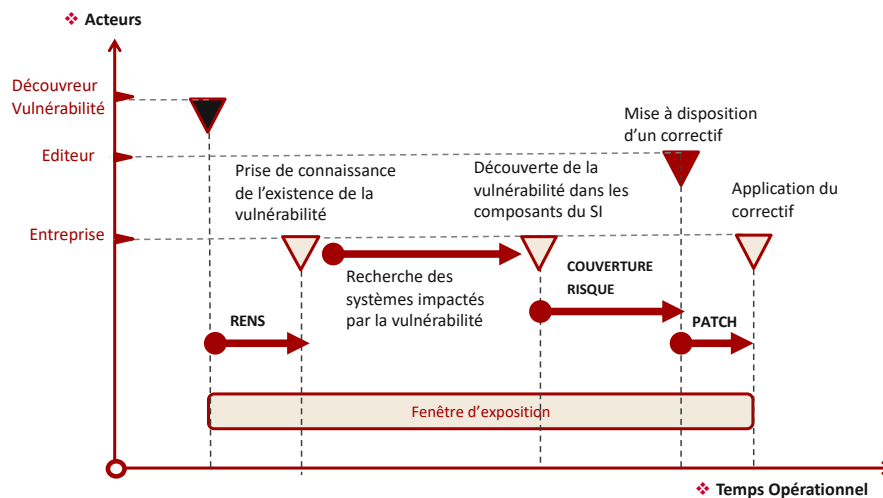 ❖ Acteurs
Découvreur
Vulnérabilité
Mise à disposition
d'un correctif
Editeur
Prise de connaissance
de l'existence de la
vulnérabilité
Découverte de la
vulnérabilité dans les
composants du SI
Application du
correctif
Entreprise
Recherche des
systèmes impactés
par la vulnérabilité
COUVERTURE
RISQUE
RENS
PATCH
Fenêtre d'exposition
❖ Temps Opérationnel